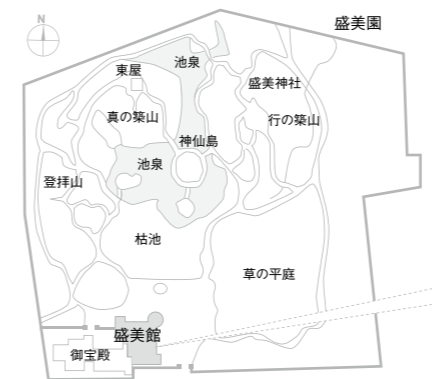 N
盛美園
池泉
東屋
盛美神社
真の築山
行の築山
神仙島
池泉
登拝山
枯池
草の平庭
盛美館
御宝殿